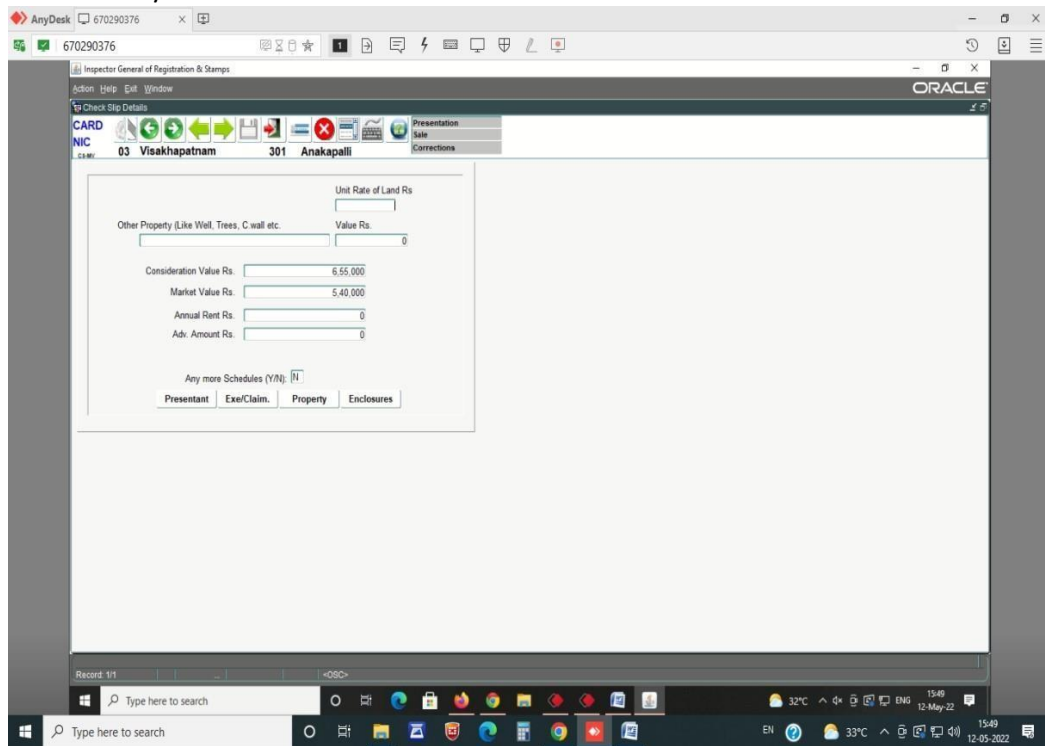 AnyDesk 670290376
670290376 1
Inspector General of Registration & Stamps
Action Help Exit Window ORACLE
Check Slip Details
CARD
NIC
Presentation
Sale
Corrections
03 Visakhapatnam 301 Anakapalli
Unit Rate of Land Rs
Other Property (Like Well, Trees, C.wall etc. Value Rs.
0
Consideration Value Rs. 6,55,000
Market Value Rs. 5,40,000
Annual Rent Rs. 0
Adv. Amount Rs. 0
Any more Schedules (Y/N): N
Presentant Exe/Claim. Property Enclosures
Record: 1/1 <OSC>
Type here to search 32°C ENG 15:49
12-May-22
Type here to search EN 33°C 15:49
12-05-2022